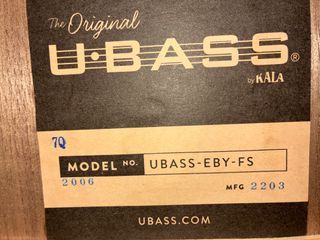 The Original
U•BASS®
by KALA
7Q
MODEL NO. UBASS-EBY-FS
2006
MFG 2203
UBASS.COM